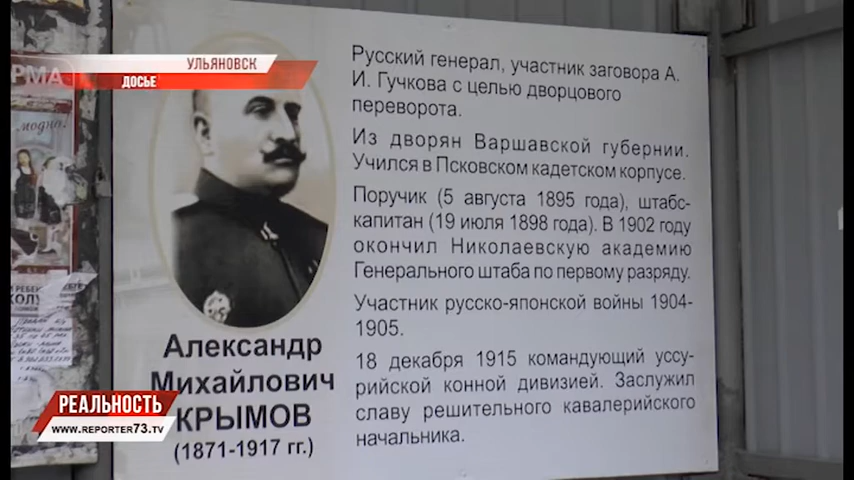 УЛЬЯНОВСК
ДОСЬЕ
РМА
модно!
Русский генерал, участник заговора А.
И. Гучкова с целью дворцового
переворота.
Из дворян Варшавской губернии.
Учился в Псковском кадетском корпусе.
Поручик (5 августа 1895 года), штабс-
капитан (19 июля 1898 года). В 1902 году
окончил Николаевскую академию
Генерального штаба по первому разряду.
Участник русско-японской войны 1904-
1905.
18 декабря 1915 командующий уссу-
рийской конной дивизией. Заслужил
славу решительного кавалерийского
начальника.
Александр
Михайлович
КРЫМОВ
(1871-1917 гг.)
РЕАЛЬНОСТЬ
WWW.REPORTER73.TV